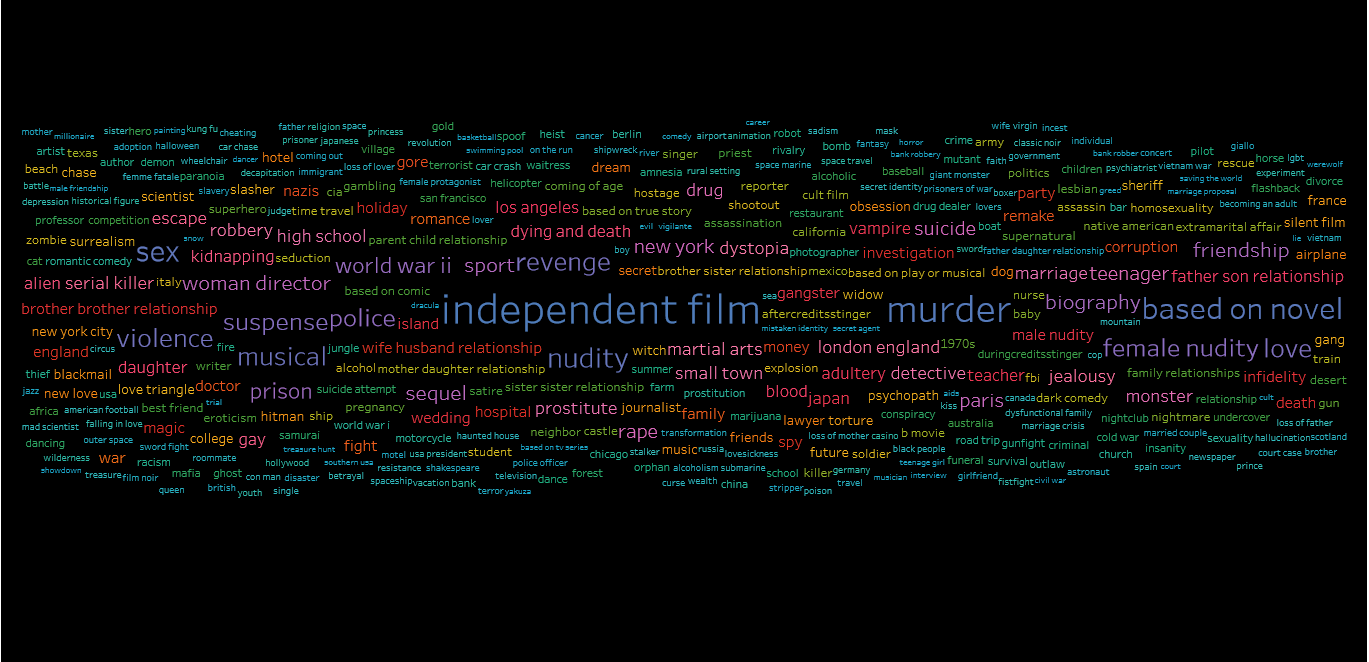 career
gold
mother millionaire sister hero painting kung fu cheating father religion space princess basketball spoof heist cancer berlin comedy airport animation robot sadism mask wife virgin incest
artist texas adoption halloween car chase prisoner japanese village revolution swimming pool on the run shipwreck river singer priest rivalry bomb fantasy horror crime army classic noir individual giallo
author demon wheelchair dancer hotel coming out loss of lover gore terrorist car crash waitress dream amnesia rural setting space marine space travel bank robbery mutant faith government bank robber concert pilot
beach chase femme fatale paranoia decapitation immigrant alcoholic baseball giant monster politics children psychiatrist vietnam war rescue horse lgbt werewolf
battle male friendship slavery slasher nazis cia gambling female protagonist helicopter coming of age hostage drug reporter cult film secret identity prisoners of war boxer party lesbian greed sheriff saving the world marriage proposal flashback experiment divorce
depression historical figure scientist san francisco
professor competition escape superhero judge time travel holiday romance lover los angeles based on true story shootout restaurant obsession drug dealer lovers remake assassin bar homosexuality becoming an adult france
zombie surrealism snow robbery high school parent child relationship dying and death evil vigilante assassination california vampire suicide boat supernatural native american extramarital affair silent film lie vietnam
cat romantic comedy sex kidnapping seduction boy new york dystopia photographer investigation sword father daughter relationship corruption friendship airplane
alien serial killer italy woman director world war ii sport revenge secret brother sister relationship mexico based on play or musical dog marriage teenager father son relationship
based on comic
brother brother relationship dracula independent film sea gangster widow murder nurse biography based on novel
new york city suspense police island aftercreditsstinger baby mountain
violence mistaken identity secret agent male nudity gang
england circus fire musical jungle wife husband relationship nudity witch martial arts money london england 1970s duringcreditsstinger cop female nudity love train
thief blackmail daughter writer alcohol mother daughter relationship summer small town explosion adultery detective teacher fbi jealousy family relationships infidelity desert
jazz new love usa love triangle doctor prison suicide attempt sequel satire sister sister relationship farm prostitution blood japan psychopath aids kiss paris canada dark comedy monster relationship cult death gun
africa american football best friend trial eroticism hitman ship pregnancy wedding hospital prostitute journalist family marijuana lawyer torture conspiracy australia dysfunctional family nightclub nightmare undercover
mad scientist falling in love magic world war i marriage crisis loss of father
dancing outer space sword fight college gay samurai treasure hunt fight motorcycle haunted house neighbor castle rape transformation friends spy loss of mother casino b movie road trip gunfight criminal cold war married couple sexuality hallucination scotland
wilderness war racism roommate hollywood southern usa motel usa president student based on tv series chicago stalker music russia lovesickness future soldier black people church insanity newspaper court case brother
showdown treasure film noir mafia ghost con man disaster betrayal resistance shakespeare police officer television dance forest orphan alcoholism submarine school killer germany teenage girl funeral survival outlaw astronaut spain court prince
queen british youth single spaceship vacation bank terror yakuza curse wealth china stripper poison travel musician interview girlfriend fistfight civil war